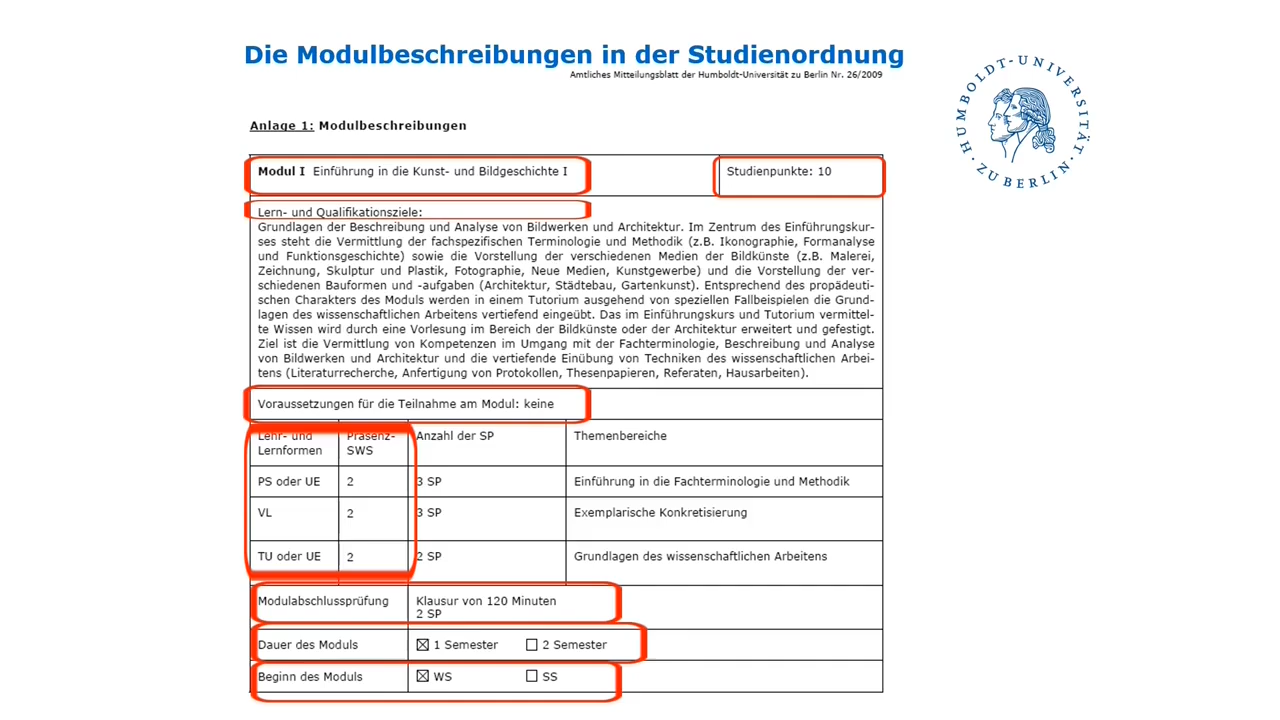 Die Modulbeschreibungen in der Studienordnung
Amtliches Mitteilungsblatt der Humboldt-Universität zu Berlin Nr. 26/2009
HUMBOLDT-UNIVERSITÄT · ZU BERLIN ·
Anlage 1: Modulbeschreibungen
Modul I Einführung in die Kunst- und Bildgeschichte I
Studienpunkte: 10
Lern- und Qualifikationsziele:
Grundlagen der Beschreibung und Analyse von Bildwerken und Architektur. Im Zentrum des Einführungskur-
ses steht die Vermittlung der fachspezifischen Terminologie und Methodik (z.B. Ikonographie, Formanalyse
und Funktionsgeschichte) sowie die Vorstellung der verschiedenen Medien der Bildkünste (z.B. Malerei,
Zeichnung, Skulptur und Plastik, Fotographie, Neue Medien, Kunstgewerbe) und die Vorstellung der ver-
schiedenen Bauformen und -aufgaben (Architektur, Städtebau, Gartenkunst). Entsprechend des propädeuti-
schen Charakters des Moduls werden in einem Tutorium ausgehend von speziellen Fallbeispielen die Grund-
lagen des wissenschaftlichen Arbeitens vertiefend eingeübt. Das im Einführungskurs und Tutorium vermittel-
te Wissen wird durch eine Vorlesung im Bereich der Bildkünste oder der Architektur erweitert und gefestigt.
Ziel ist die Vermittlung von Kompetenzen im Umgang mit der Fachterminologie, Beschreibung und Analyse
von Bildwerken und Architektur und die vertiefende Einübung von Techniken des wissenschaftlichen Arbei-
tens (Literaturrecherche, Anfertigung von Protokollen, Thesenpapieren, Referaten, Hausarbeiten).
Voraussetzungen für die Teilnahme am Modul: keine
Lehr- und Präsenz- Anzahl der SP Themenbereiche
Lernformen SWS
PS oder UE 2 3 SP Einführung in die Fachterminologie und Methodik
VL 2 3 SP Exemplarische Konkretisierung
TU oder UE 2 2 SP Grundlagen des wissenschaftlichen Arbeitens
Modulabschlussprüfung Klausur von 120 Minuten
2 SP
Dauer des Moduls ☒ 1 Semester ☐ 2 Semester
Beginn des Moduls ☒ WS ☐ SS